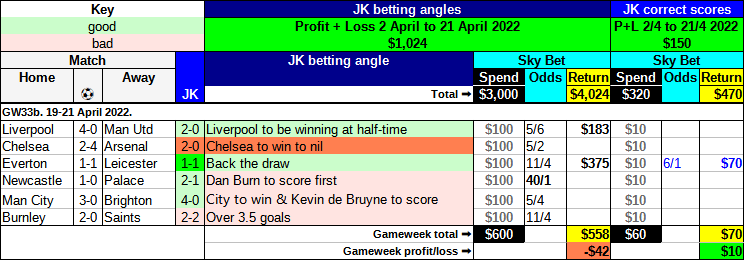 Key JK betting angles JK correct scores
good Profit + Loss 2 April to 21 April 2022 P+L 2/4 to 21/4 2022
bad $1,024 $150
Match JK betting angle Sky Bet Sky Bet
Home Away JK Spend Odds Return Spend Odds Return
Total ➡ $3,000 $4,024 $320 $470
GW33b. 19-21 April 2022.
Liverpool 4-0 Man Utd 2-0 Liverpool to be winning at half-time $100 5/6 $183 $10
Chelsea 2-4 Arsenal 2-0 Chelsea to win to nil $100 5/2 $10
Everton 1-1 Leicester 1-1 Back the draw $100 11/4 $375 $10 6/1 $70
Newcastle 1-0 Palace 2-1 Dan Burn to score first $100 40/1 $10
Man City 3-0 Brighton 4-0 City to win & Kevin de Bruyne to score $100 5/4 $10
Burnley 2-0 Saints 2-2 Over 3.5 goals $100 11/4 $10
Gameweek total ➡ $600 $558 $60 $70
Gameweek profit/loss ➡ -$42 $10